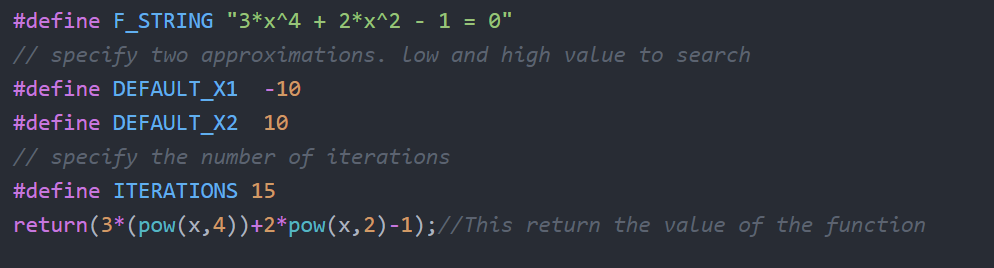 #define F_STRING "3*x^4 + 2*x^2 - 1 = 0"
// specify two approximations. low and high value to search
#define DEFAULT_X1  -10
#define DEFAULT_X2  10
// specify the number of iterations
#define ITERATIONS 15
return(3*(pow(x,4))+2*pow(x,2)-1);//This return the value of the function